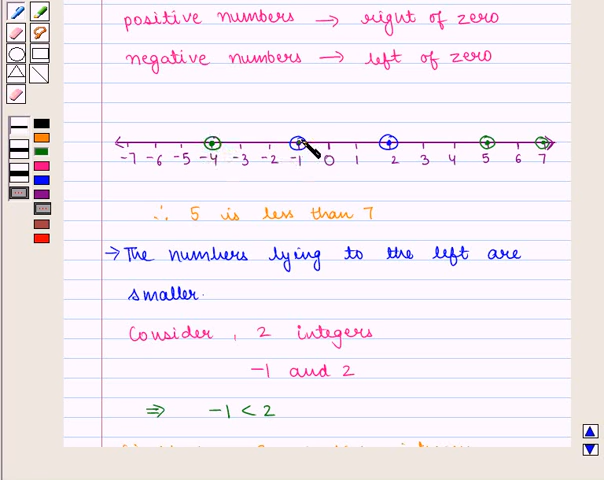 positive numbers → right of zero
negative numbers → left of zero
-7 -6 -5 -4 -3 -2 -1 0 1 2 3 4 5 6 7
∴ 5 is less than 7
→ The numbers lying to the left are
smaller.
Consider, 2 integers
-1 and 2
⇒ -1 < 2